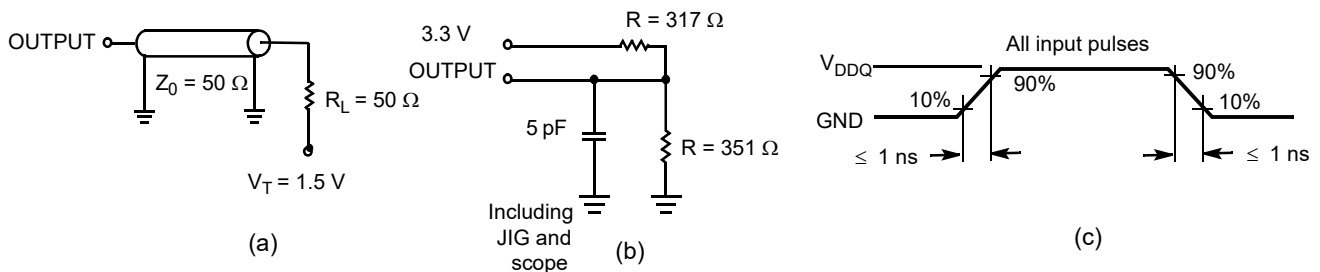 OUTPUT
Z0 = 50 Ω
RL = 50 Ω
VT = 1.5 V
(a)
R = 317 Ω
3.3 V
OUTPUT
5 pF
R = 351 Ω
Including
JIG and
scope
(b)
All input pulses
VDDQ
GND
10%
90%
90%
10%
≤ 1 ns
≤ 1 ns
(c)